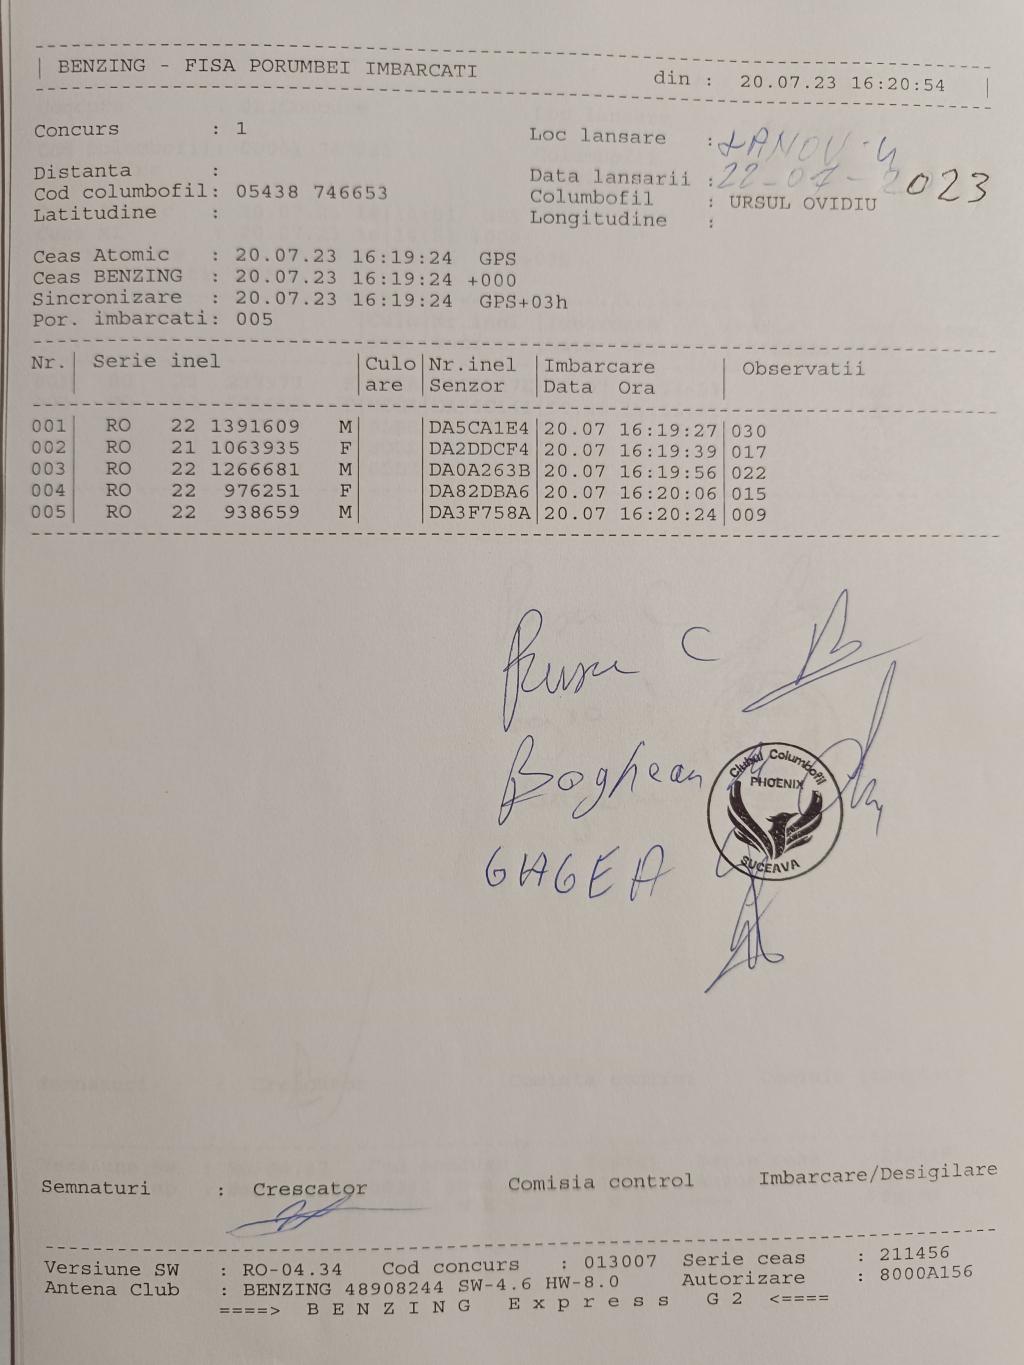 BENZING - FISA PORUMBEI IMBARCATI din : 20.07.23 16:20:54
Concurs : 1 Loc lansare :
Distanta : Data lansarii : 22-07-2023
Cod columbofil: 05438 746653 Columbofil : URSUL OVIDIU
Latitudine : Longitudine :
Ceas Atomic : 20.07.23 16:19:24 GPS
Ceas BENZING : 20.07.23 16:19:24 +000
Sincronizare : 20.07.23 16:19:24 GPS+03h
Por. imbarcati: 005
Nr.| Serie inel |Culo|Nr.inel |Imbarcare | Observatii
| |are |Senzor |Data Ora |
001| RO 22 1391609 M| |DA5CA1E4|20.07 16:19:27|030
002| RO 21 1063935 F| |DA2DDCF4|20.07 16:19:39|017
003| RO 22 1266681 M| |DA0A263B|20.07 16:19:56|022
004| RO 22 976251 F| |DA82DBA6|20.07 16:20:06|015
005| RO 22 938659 M| |DA3F758A|20.07 16:20:24|009
C
Boghean
Clubul Columbofil
PHOENIX
SUCEAVA
GAGEA
Semnaturi : Crescator Comisia control Imbarcare/Desigilare
Versiune SW : RO-04.34 Cod concurs : 013007 Serie ceas : 211456
Antena Club : BENZING 48908244 SW-4.6 HW-8.0 Autorizare : 8000A156
====> B E N Z I N G E x p r e s s G 2 <====